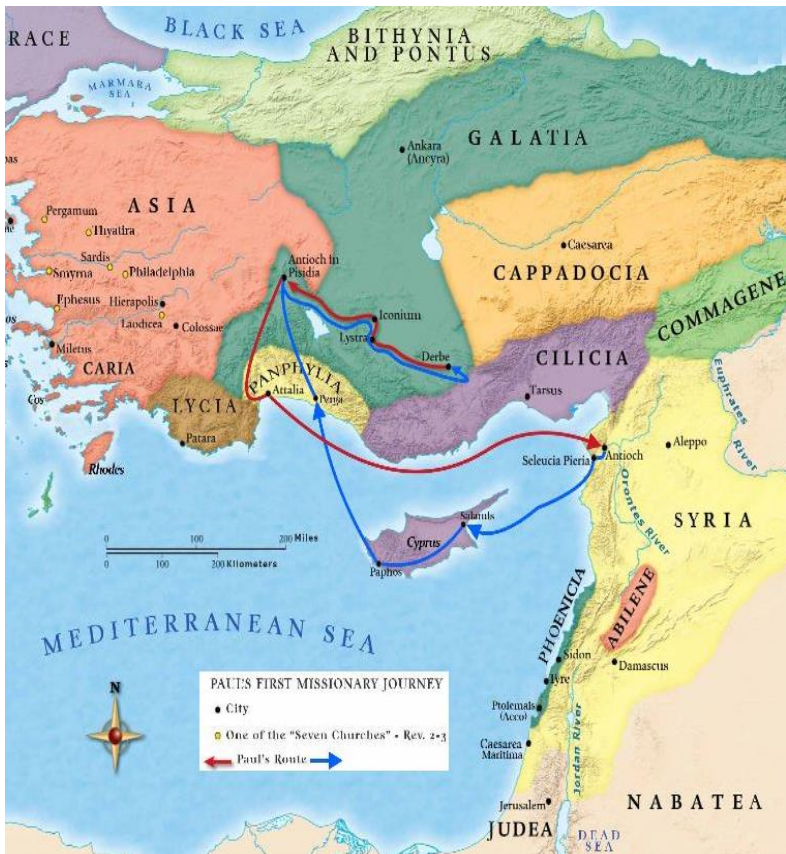 BLACK SEA
RACE
BITHYNIA
AND PONTUS
MARMARA
SEA
GALATIA
Ankara
(Ancyra)
ASIA
Pergamum
Thyatira
Sardis
Smyrna
Philadelphia
Antioch in
Pisidia
Caesarea
CAPPADOCIA
Ephesus
Hierapolis
Laodicea
Colossae
Iconium
Lystra
Derbe
COMMAGENE
Miletus
CARIA
PANPHYLIA
Attalia
Perga
CILICIA
Tarsus
Euphrates
River
Cos
LYCIA
Patara
Rhodes
Seleucia Pieria
Antioch
Aleppo
Orontes
River
SYRIA
Salamis
Cyprus
Paphos
0 100 200 Miles
0 100 200 Kilometers
MEDITERRANEAN SEA
PHOENICIA
ABILENE
Sidon
Damascus
Tyre
Ptolemais
(Acco)
Caesarea
Maritima
Jordan River
Jerusalem
JUDEA
DEAD
SEA
NABATEA
N
PAUL'S FIRST MISSIONARY JOURNEY
City
One of the "Seven Churches" - Rev. 2-3
Paul's Route